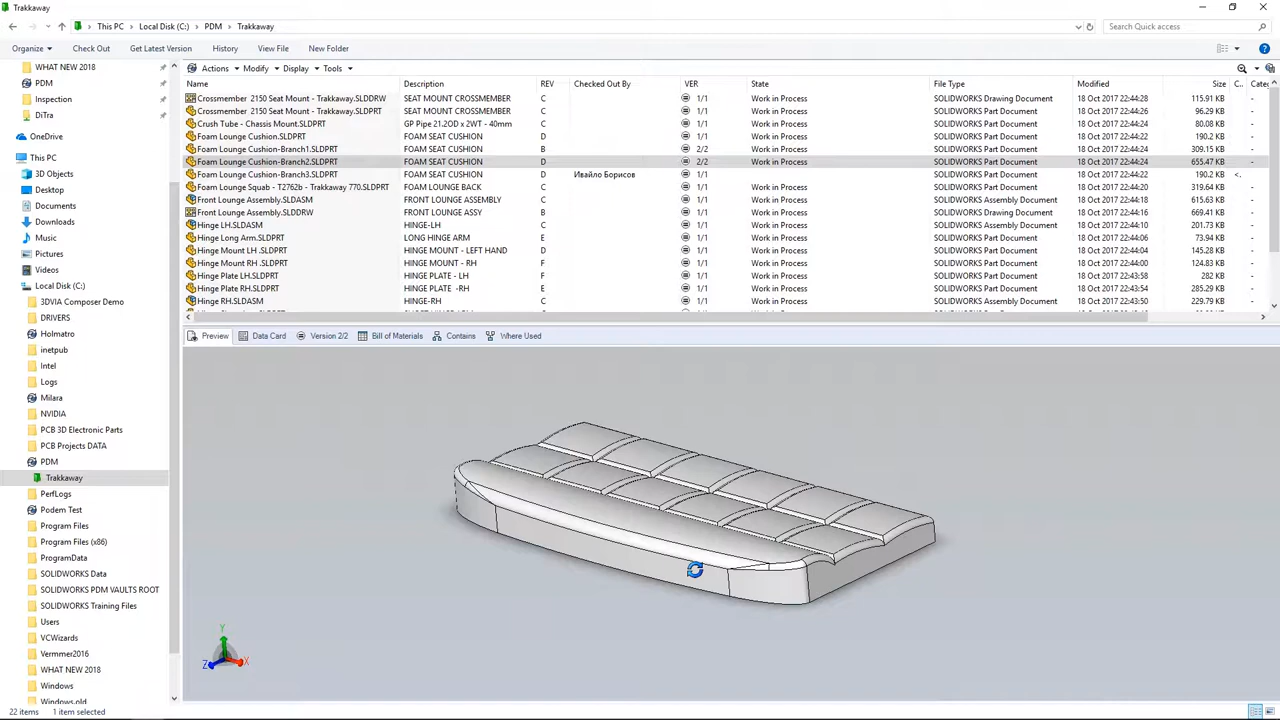 Trakkaway
This PC > Local Disk (C:) > PDM > Trakkaway
Search Quick access
Organize Check Out Get Latest Version History View File New Folder
WHAT NEW 2018
PDM
Inspection
DiTra
OneDrive
This PC
3D Objects
Desktop
Documents
Downloads
Music
Pictures
Videos
Local Disk (C:)
3DVIA Composer Demo
DRIVERS
Holmatro
inetpub
Intel
Logs
Milara
NVIDIA
PCB 3D Electronic Parts
PCB Projects DATA
PDM
Trakkaway
PerfLogs
Podem Test
Program Files
Program Files (x86)
ProgramData
SOLIDWORKS Data
SOLIDWORKS PDM VAULTS ROOT
SOLIDWORKS Training Files
Users
VCWizards
Vermmer2016
WHAT NEW 2018
Windows
Windows.old
Actions Modify Display Tools
Name Description REV Checked Out By VER State File Type Modified Size C.. Categ
Crossmember 2150 Seat Mount - Trakkaway.SLDDRW SEAT MOUNT CROSSMEMBER C 1/1 Work in Process SOLIDWORKS Drawing Document 18 Oct 2017 22:44:28 115.91 KB -
Crossmember 2150 Seat Mount - Trakkaway.SLDPRT SEAT MOUNT CROSSMEMBER C 1/1 Work in Process SOLIDWORKS Part Document 18 Oct 2017 22:44:26 96.29 KB -
Crush Tube - Chassis Mount.SLDPRT GP Pipe 21.2OD x 2WT - 40mm C 1/1 Work in Process SOLIDWORKS Part Document 18 Oct 2017 22:44:24 80.08 KB -
Foam Lounge Cushion.SLDPRT FOAM SEAT CUSHION D 1/1 Work in Process SOLIDWORKS Part Document 18 Oct 2017 22:44:22 190.2 KB -
Foam Lounge Cushion-Branch1.SLDPRT FOAM SEAT CUSHION B 2/2 Work in Process SOLIDWORKS Part Document 18 Oct 2017 22:44:24 309.15 KB -
Foam Lounge Cushion-Branch2.SLDPRT FOAM SEAT CUSHION D 2/2 Work in Process SOLIDWORKS Part Document 18 Oct 2017 22:44:24 655.47 KB -
Foam Lounge Cushion-Branch3.SLDPRT FOAM SEAT CUSHION D Ивайло Борисов 1/1 SOLIDWORKS Part Document 18 Oct 2017 22:44:22 190.2 KB <. -
Foam Lounge Squab - T2762b - Trakkaway 770.SLDPRT FOAM LOUNGE BACK C 1/1 Work in Process SOLIDWORKS Part Document 18 Oct 2017 22:44:20 319.64 KB -
Front Lounge Assembly.SLDASM FRONT LOUNGE ASSEMBLY C 1/1 Work in Process SOLIDWORKS Assembly Document 18 Oct 2017 22:44:18 615.63 KB -
Front Lounge Assembly.SLDDRW FRONT LOUNGE ASSY B 1/1 Work in Process SOLIDWORKS Drawing Document 18 Oct 2017 22:44:16 669.41 KB -
Hinge LH.SLDASM HINGE-LH C 1/1 Work in Process SOLIDWORKS Assembly Document 18 Oct 2017 22:44:10 201.73 KB -
Hinge Long Arm.SLDPRT LONG HINGE ARM E 1/1 Work in Process SOLIDWORKS Part Document 18 Oct 2017 22:44:06 73.94 KB -
Hinge Mount LH .SLDPRT HINGE MOUNT - LEFT HAND D 1/1 Work in Process SOLIDWORKS Part Document 18 Oct 2017 22:44:04 145.28 KB -
Hinge Mount RH .SLDPRT HINGE MOUNT - RH F 1/1 Work in Process SOLIDWORKS Part Document 18 Oct 2017 22:44:00 124.83 KB -
Hinge Plate LH.SLDPRT HINGE PLATE - LH E 1/1 Work in Process SOLIDWORKS Part Document 18 Oct 2017 22:43:58 282 KB -
Hinge Plate RH.SLDPRT HINGE PLATE -RH F 1/1 Work in Process SOLIDWORKS Part Document 18 Oct 2017 22:43:56 285.29 KB -
Hinge RH.SLDASM HINGE-RH C 1/1 Work in Process SOLIDWORKS Assembly Document 18 Oct 2017 22:43:50 229.79 KB -
Preview Data Card Version 2/2 Bill of Materials Contains Where Used
Y
Z X
22 items 1 item selected